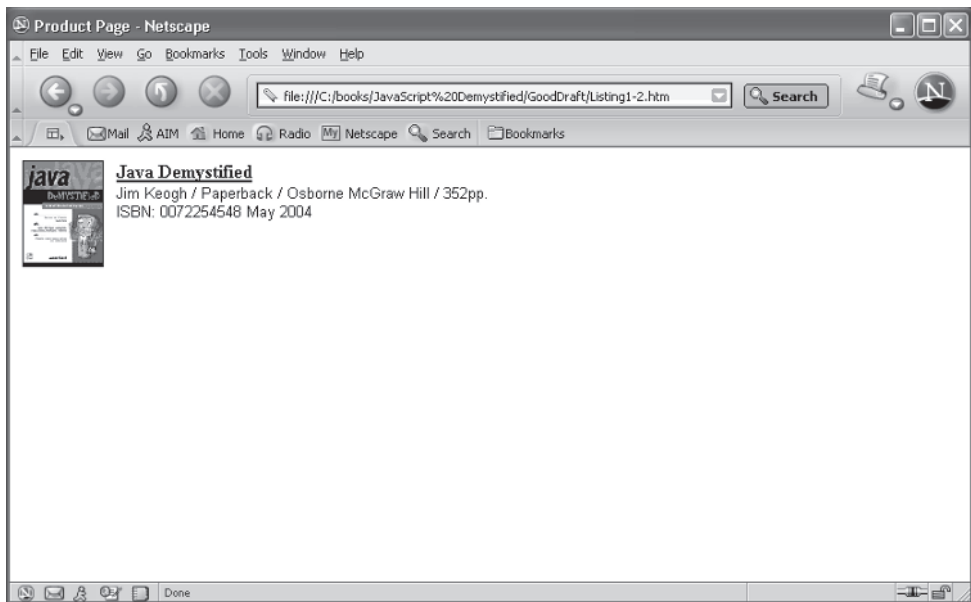 Product Page - Netscape
File Edit View Go Bookmarks Tools Window Help
file:///C:/books/JavaScript%20Demystified/GoodDraft/Listing1-2.htm
Search
N
Mail AIM Home Radio My Netscape Search Bookmarks
java
DeMYSTiFieD
Java Demystified
Jim Keogh / Paperback / Osborne McGraw Hill / 352pp.
ISBN: 0072254548 May 2004
Done